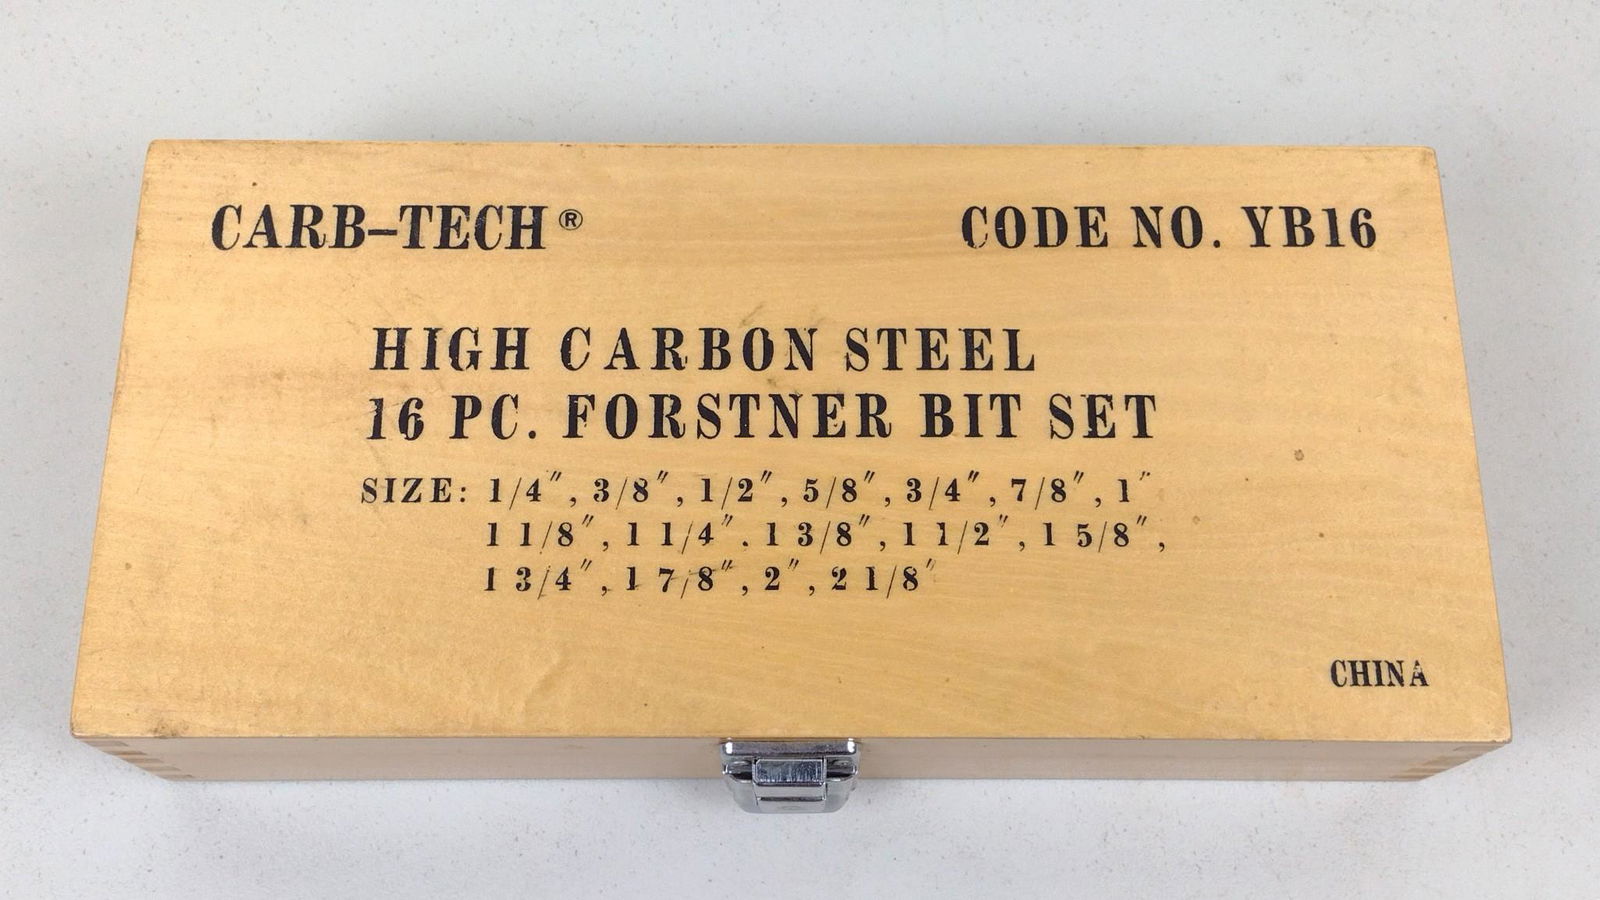 CARB-TECH® CODE NO. YB16
HIGH CARBON STEEL
16 PC. FORSTNER BIT SET
SIZE: 1/4", 3/8", 1/2", 5/8", 3/4", 7/8", 1"
1 1/8", 1 1/4". 1 3/8", 1 1/2", 1 5/8",
1 3/4", 1 7/8", 2", 2 1/8"
CHINA